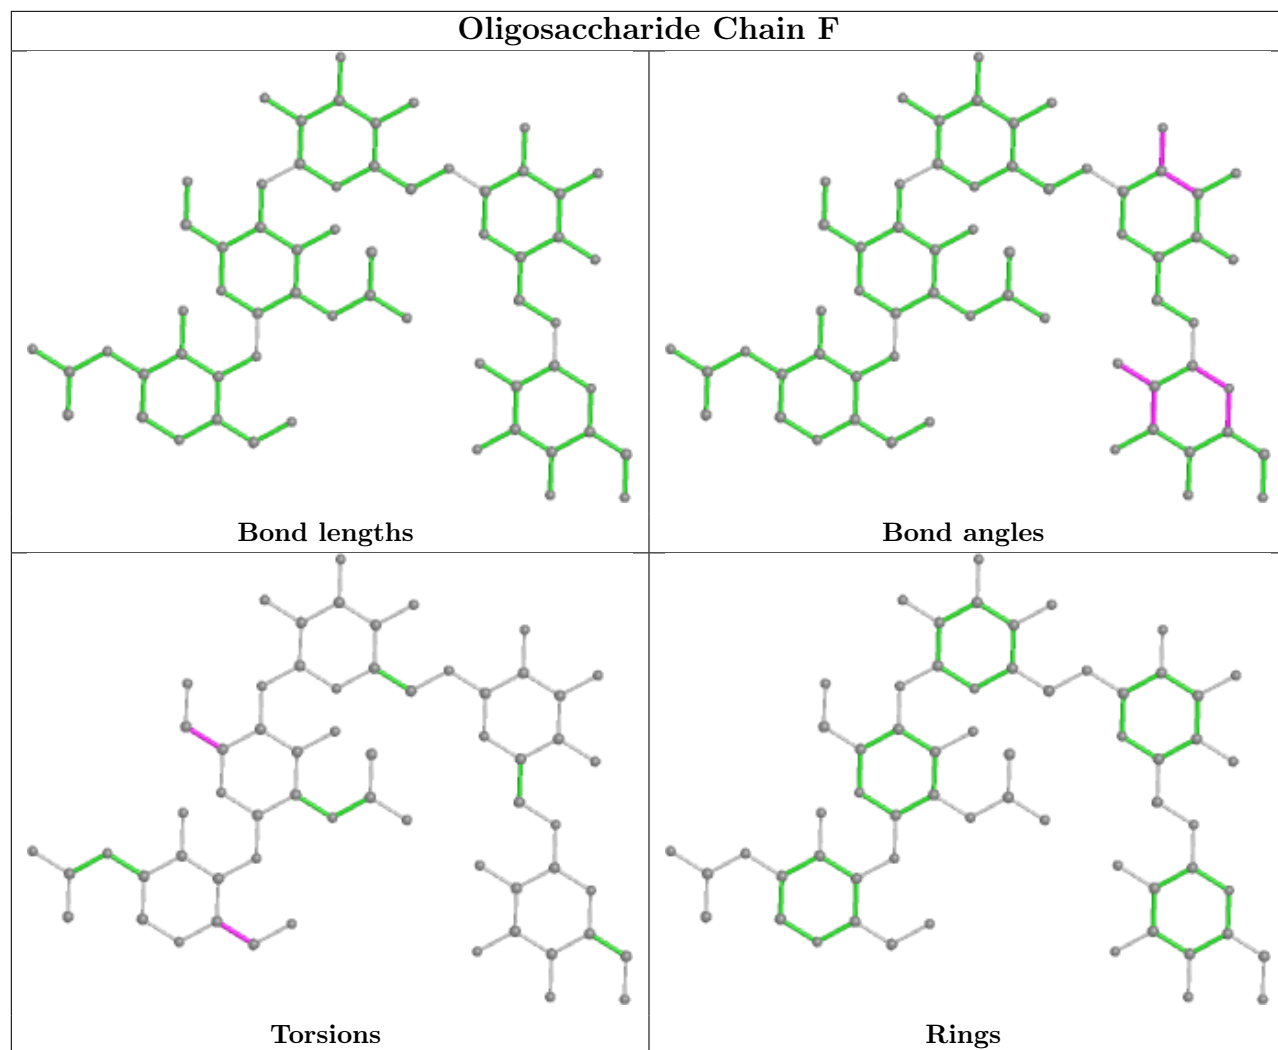 Oligosaccharide Chain F
Bond lengths
Bond angles
Torsions
Rings